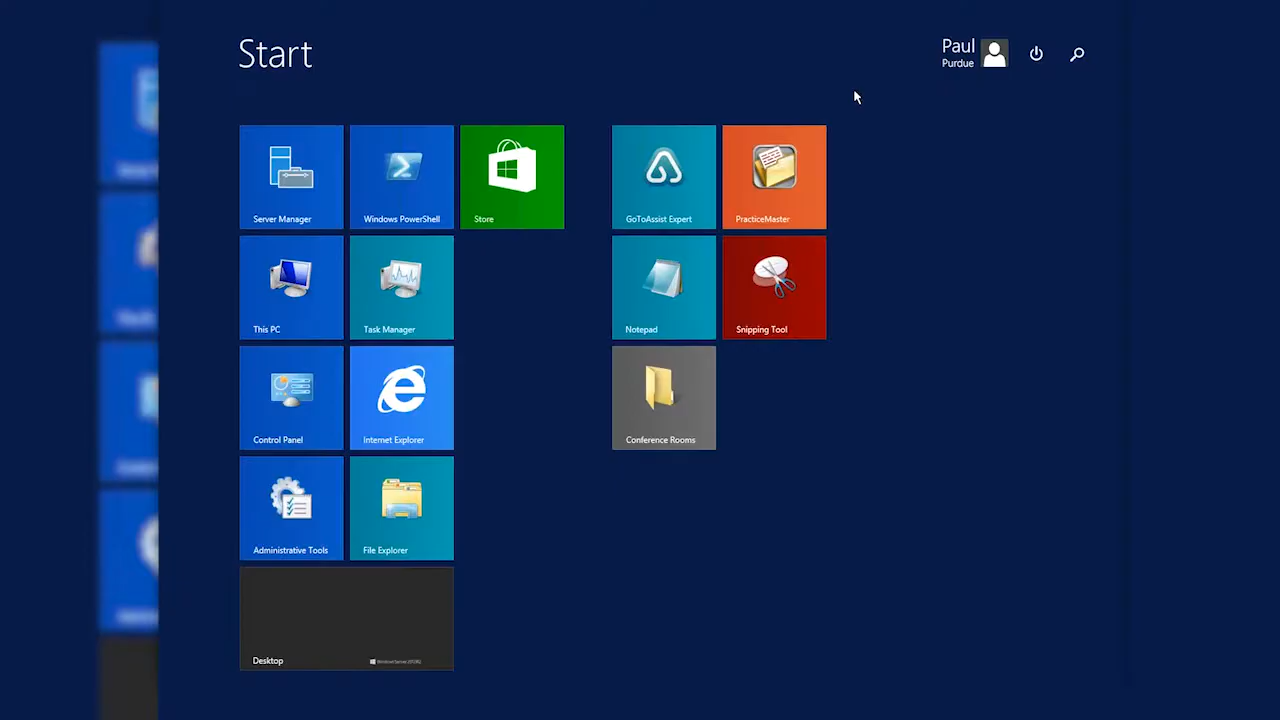 Start
Paul
Purdue
Server Manager
Windows PowerShell
Store
GoToAssist Expert
PracticeMaster
This PC
Task Manager
Notepad
Snipping Tool
Control Panel
Internet Explorer
Conference Rooms
Administrative Tools
File Explorer
Desktop